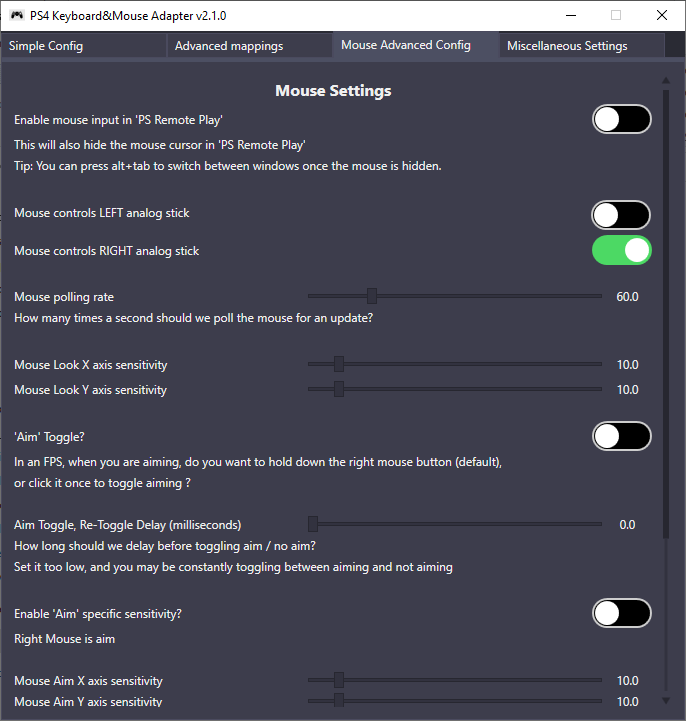 PS4 Keyboard&Mouse Adapter v2.1.0
Simple Config Advanced mappings Mouse Advanced Config Miscellaneous Settings
Mouse Settings
Enable mouse input in 'PS Remote Play'
This will also hide the mouse cursor in 'PS Remote Play'
Tip: You can press alt+tab to switch between windows once the mouse is hidden.
Mouse controls LEFT analog stick
Mouse controls RIGHT analog stick
Mouse polling rate 60.0
How many times a second should we poll the mouse for an update?
Mouse Look X axis sensitivity 10.0
Mouse Look Y axis sensitivity 10.0
'Aim' Toggle?
In an FPS, when you are aiming, do you want to hold down the right mouse button (default),
or click it once to toggle aiming ?
Aim Toggle, Re-Toggle Delay (milliseconds) 0.0
How long should we delay before toggling aim / no aim?
Set it too low, and you may be constantly toggling between aiming and not aiming
Enable 'Aim' specific sensitivity?
Right Mouse is aim
Mouse Aim X axis sensitivity 10.0
Mouse Aim Y axis sensitivity 10.0